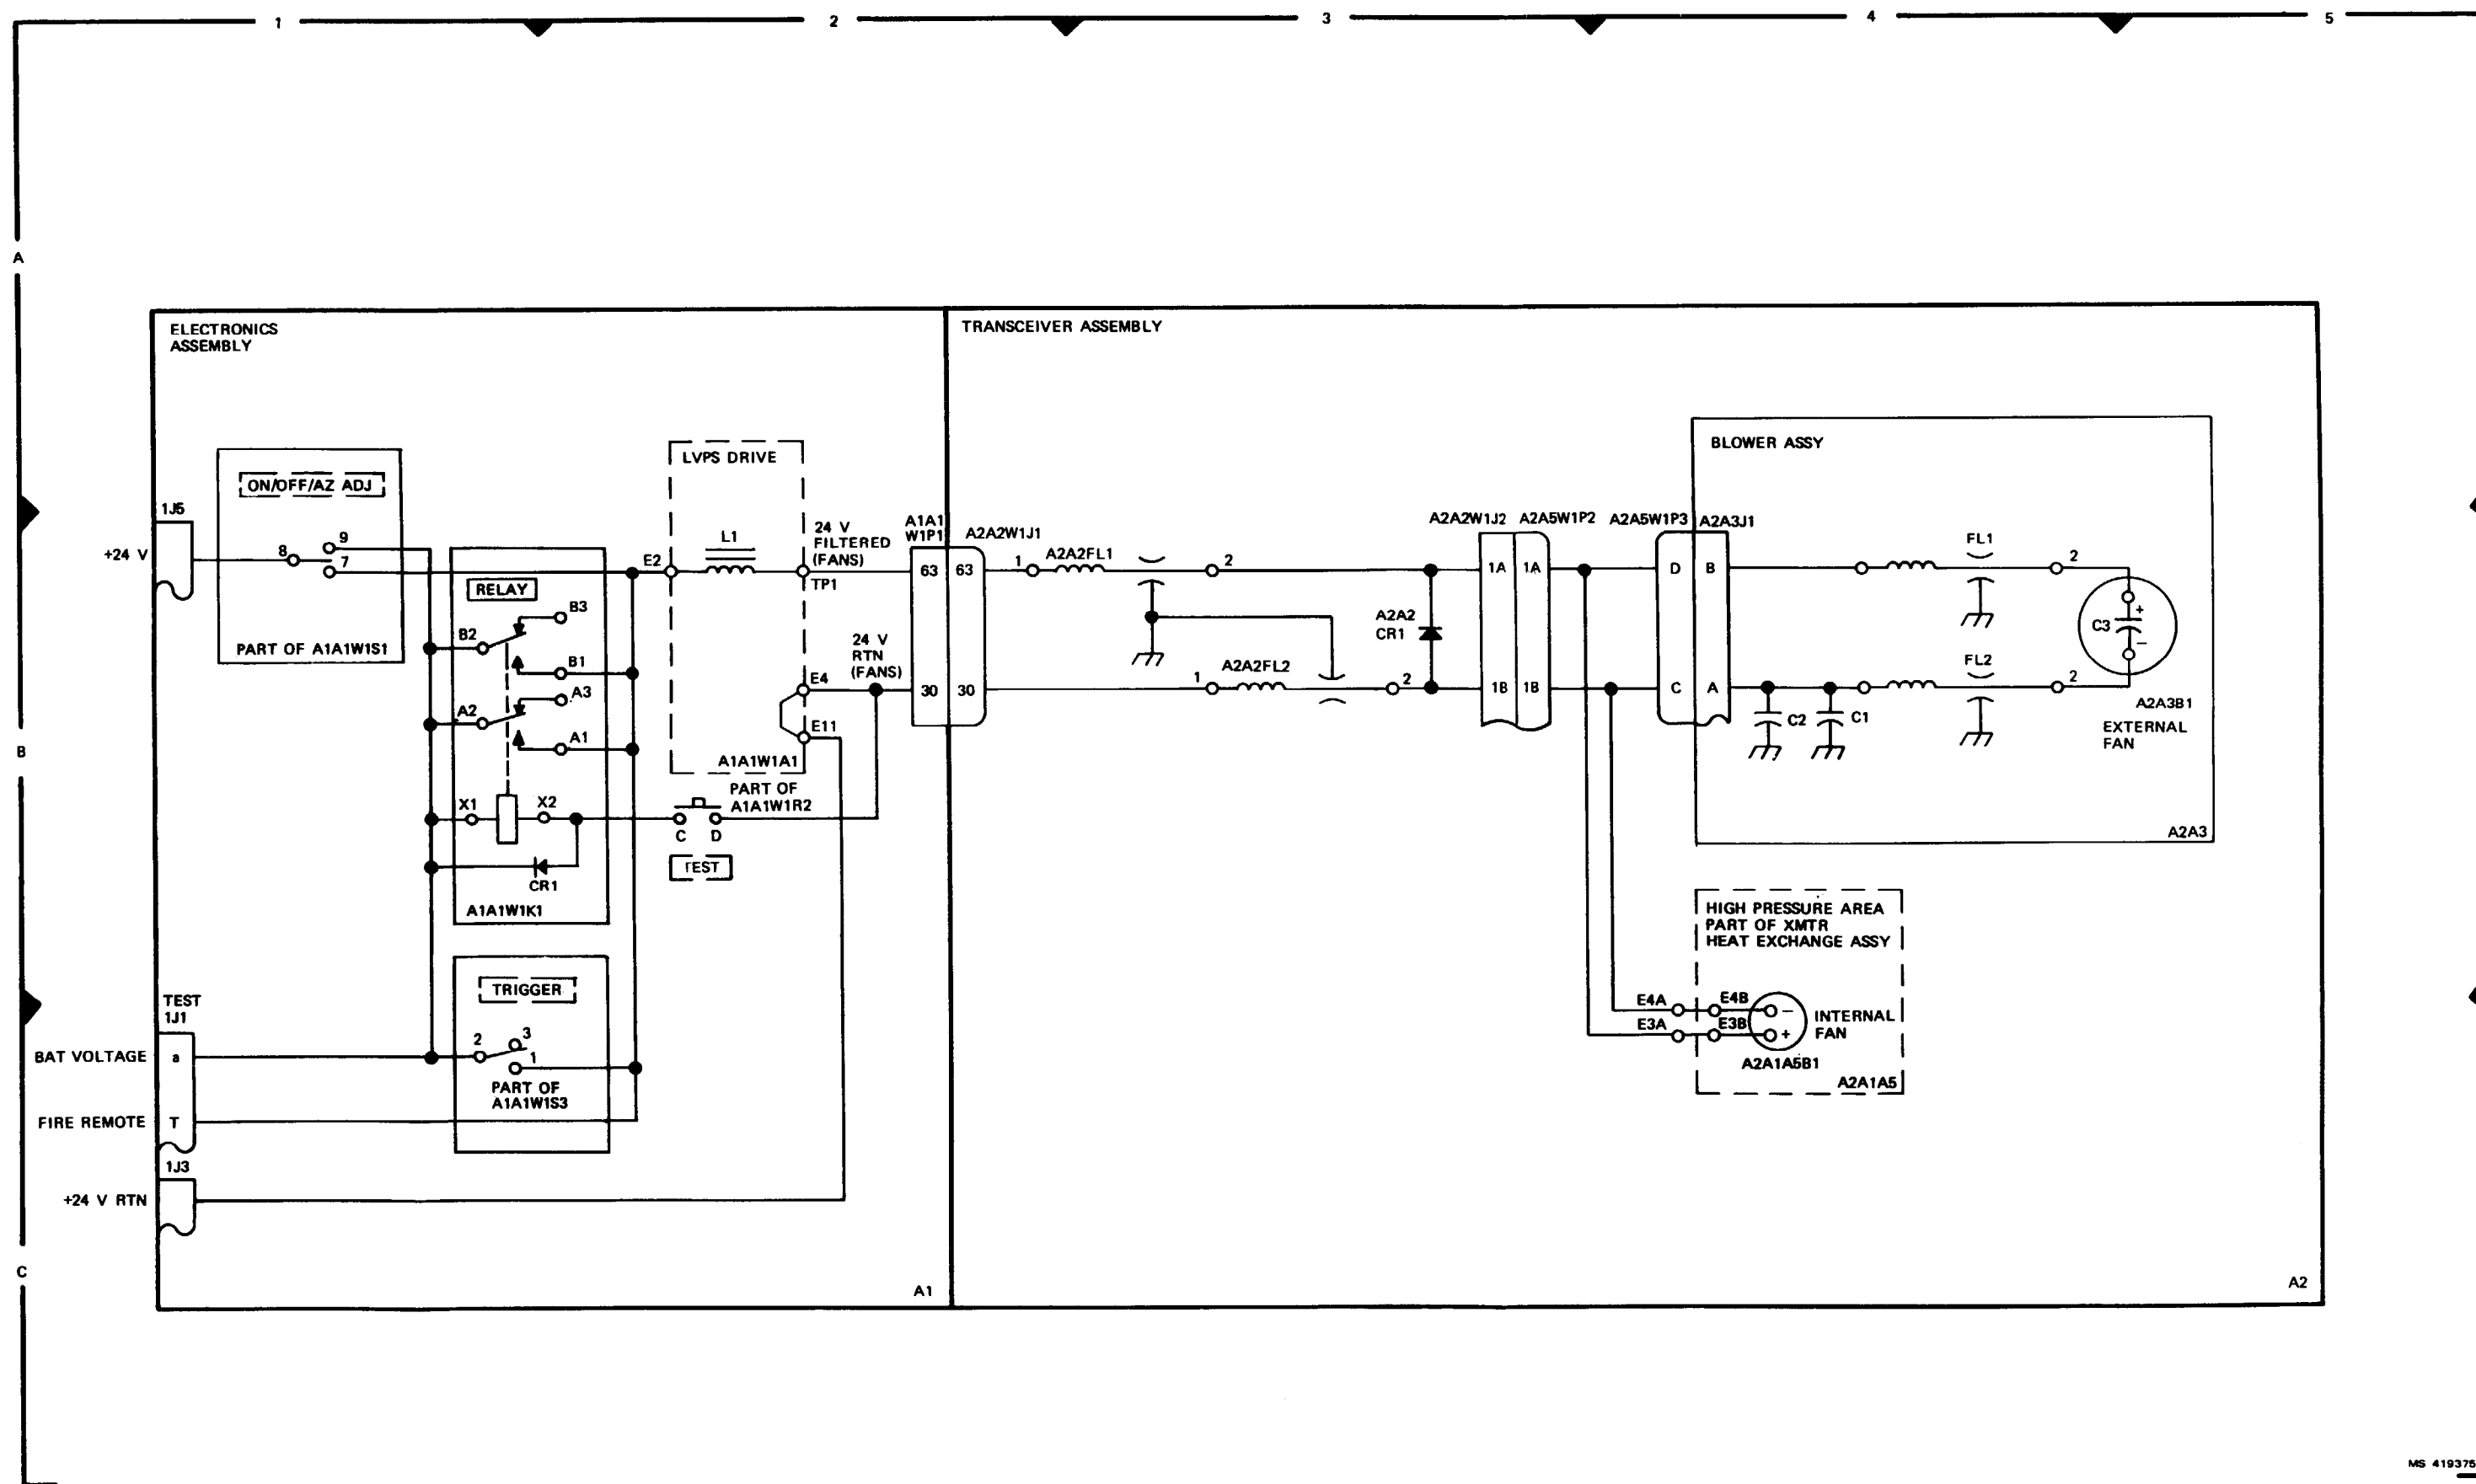 1
2
3
4
5
A
B
C
ELECTRONICS
ASSEMBLY
TRANSCEIVER ASSEMBLY
ON/OFF/AZ ADJ
1J5
+24 V
8
9
7
PART OF A1A1W1S1
RELAY
B3
B2
B1
A3
A2
A1
X1
X2
CR1
A1A1W1K1
LVPS DRIVE
E2
L1
24 V
FILTERED
(FANS)
TP1
24 V
RTN
(FANS)
E4
E11
A1A1W1A1
PART OF
A1A1W1R2
C D
TEST
A1A1
W1P1
A2A2W1J1
63 63
30 30
1
A2A2FL1
2
1
A2A2FL2
2
A2A2
CR1
A2A2W1J2
A2A5W1P2
1A 1A
1B 1B
A2A5W1P3
A2A3J1
D B
C A
BLOWER ASSY
FL1
2
C3
+
−
FL2
2
C2
C1
A2A3B1
EXTERNAL
FAN
A2A3
HIGH PRESSURE AREA
PART OF XMTR
HEAT EXCHANGE ASSY
E4A
E4B
−
E3A
E3B
+
INTERNAL
FAN
A2A1A5B1
A2A1A5
TRIGGER
2
3
1
PART OF
A1A1W1S3
TEST
1J1
BAT VOLTAGE
a
FIRE REMOTE
T
1J3
+24 V RTN
A1
A2
MS 419375